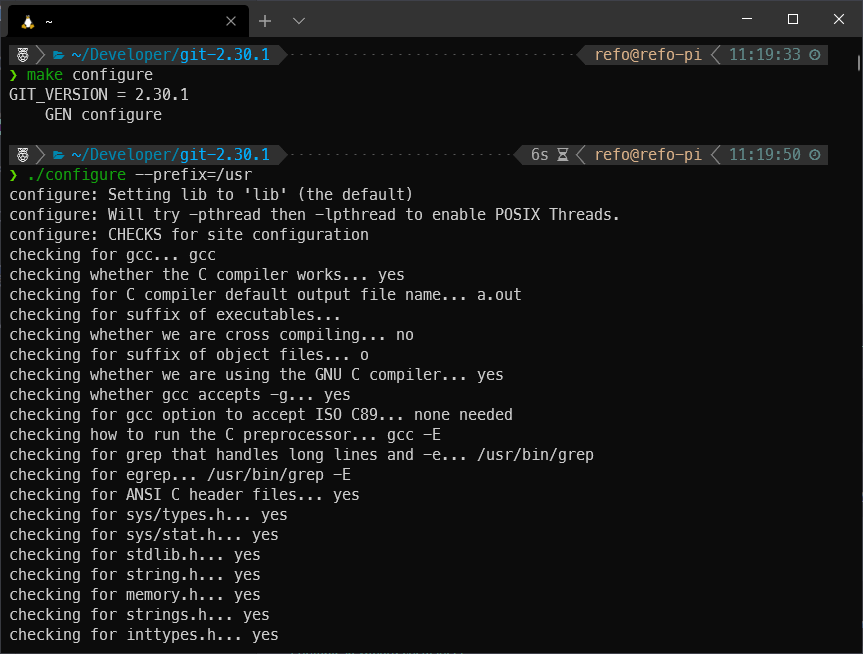 ~
~/Developer/git-2.30.1 refo@refo-pi 11:19:33
❯ make configure
GIT_VERSION = 2.30.1
    GEN configure
~/Developer/git-2.30.1 6s refo@refo-pi 11:19:50
❯ ./configure --prefix=/usr
configure: Setting lib to 'lib' (the default)
configure: Will try -pthread then -lpthread to enable POSIX Threads.
configure: CHECKS for site configuration
checking for gcc... gcc
checking whether the C compiler works... yes
checking for C compiler default output file name... a.out
checking for suffix of executables...
checking whether we are cross compiling... no
checking for suffix of object files... o
checking whether we are using the GNU C compiler... yes
checking whether gcc accepts -g... yes
checking for gcc option to accept ISO C89... none needed
checking how to run the C preprocessor... gcc -E
checking for grep that handles long lines and -e... /usr/bin/grep
checking for egrep... /usr/bin/grep -E
checking for ANSI C header files... yes
checking for sys/types.h... yes
checking for sys/stat.h... yes
checking for stdlib.h... yes
checking for string.h... yes
checking for memory.h... yes
checking for strings.h... yes
checking for inttypes.h... yes